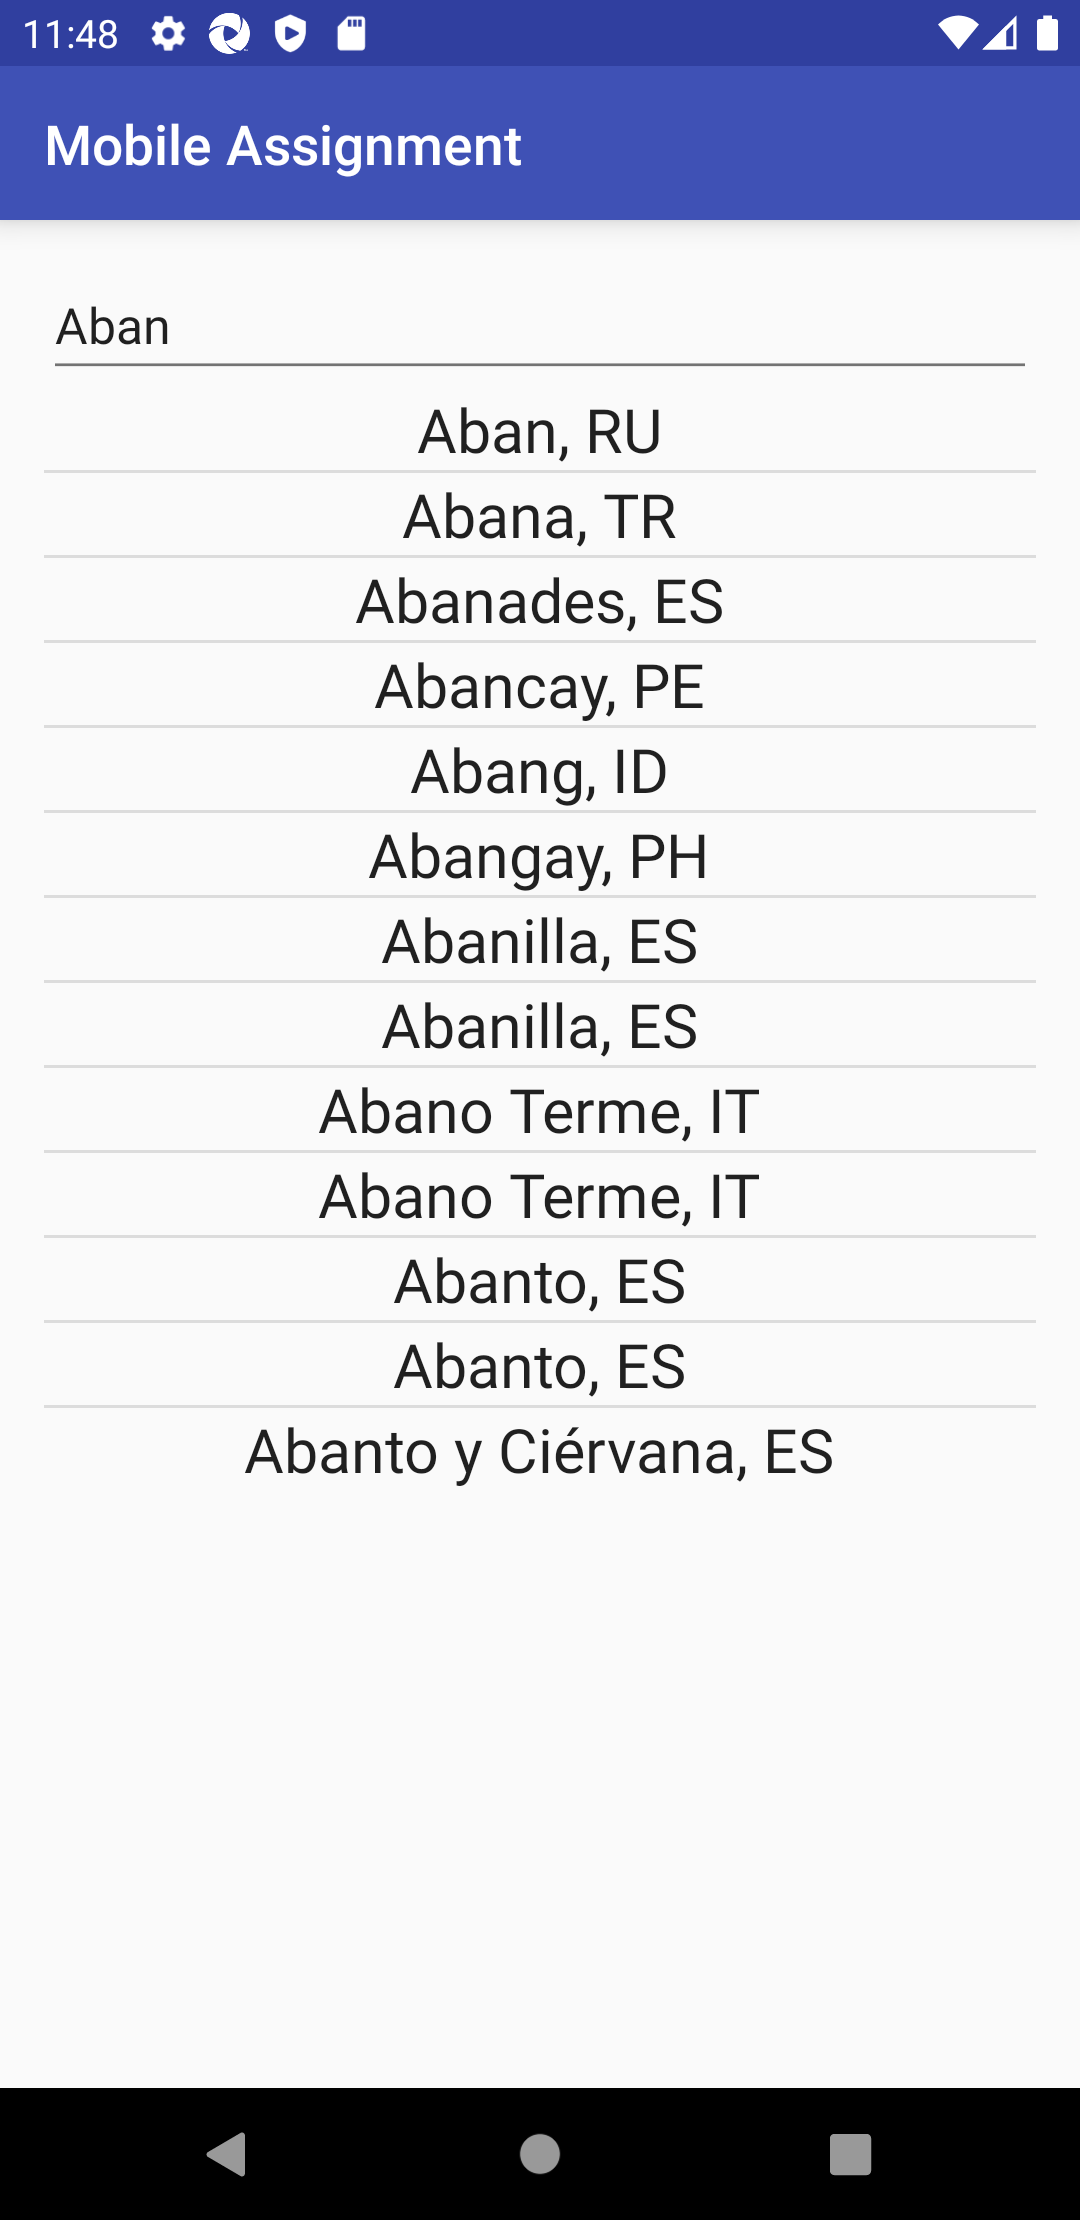 11:48
Mobile Assignment
Aban
Aban, RU
Abana, TR
Abanades, ES
Abancay, PE
Abang, ID
Abangay, PH
Abanilla, ES
Abanilla, ES
Abano Terme, IT
Abano Terme, IT
Abanto, ES
Abanto, ES
Abanto y Ciérvana, ES